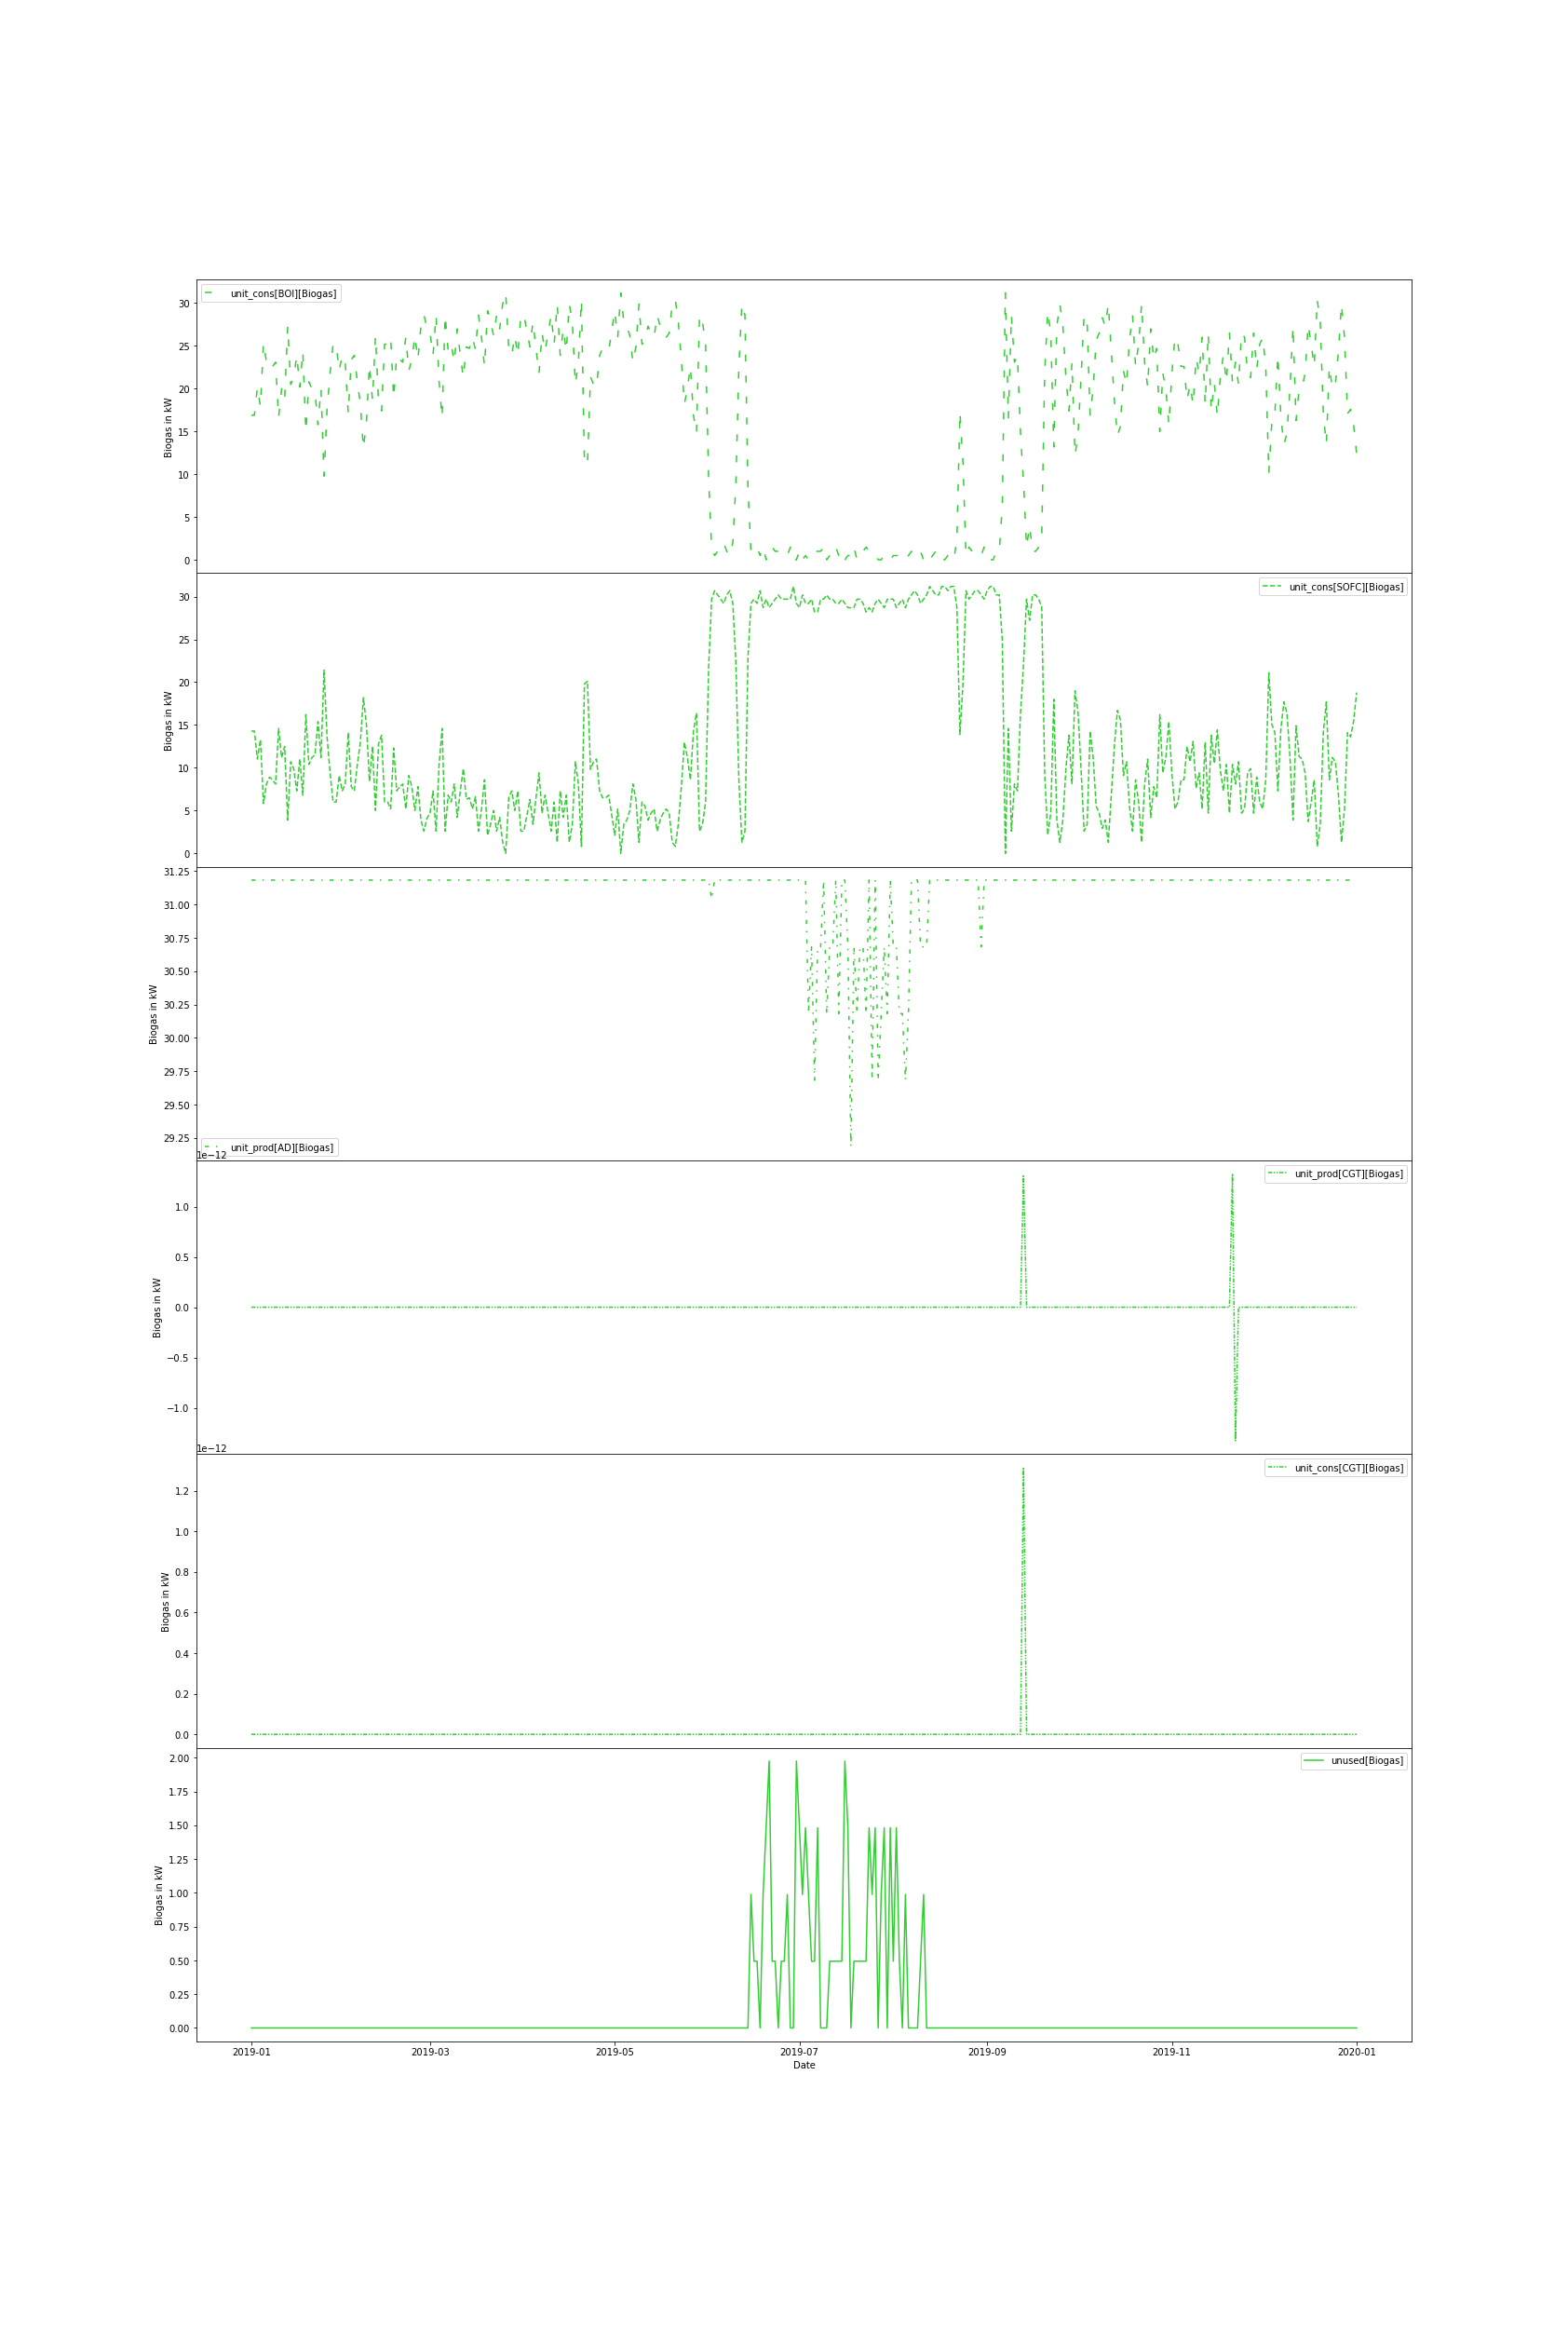 unit_cons[BOI][Biogas]
30
25
20
15
10
5
0
Biogas in kW
unit_cons[SOFC][Biogas]
30
25
20
15
10
5
0
Biogas in kW
31.25
31.00
30.75
30.50
30.25
30.00
29.75
29.50
29.25
Biogas in kW
unit_prod[AD][Biogas]
1e−12
unit_prod[CGT][Biogas]
1.0
0.5
0.0
−0.5
−1.0
Biogas in kW
1e−12
unit_cons[CGT][Biogas]
1.2
1.0
0.8
0.6
0.4
0.2
0.0
Biogas in kW
unused[Biogas]
2.00
1.75
1.50
1.25
1.00
0.75
0.50
0.25
0.00
Biogas in kW
2019-01 2019-03 2019-05 2019-07 2019-09 2019-11 2020-01
Date